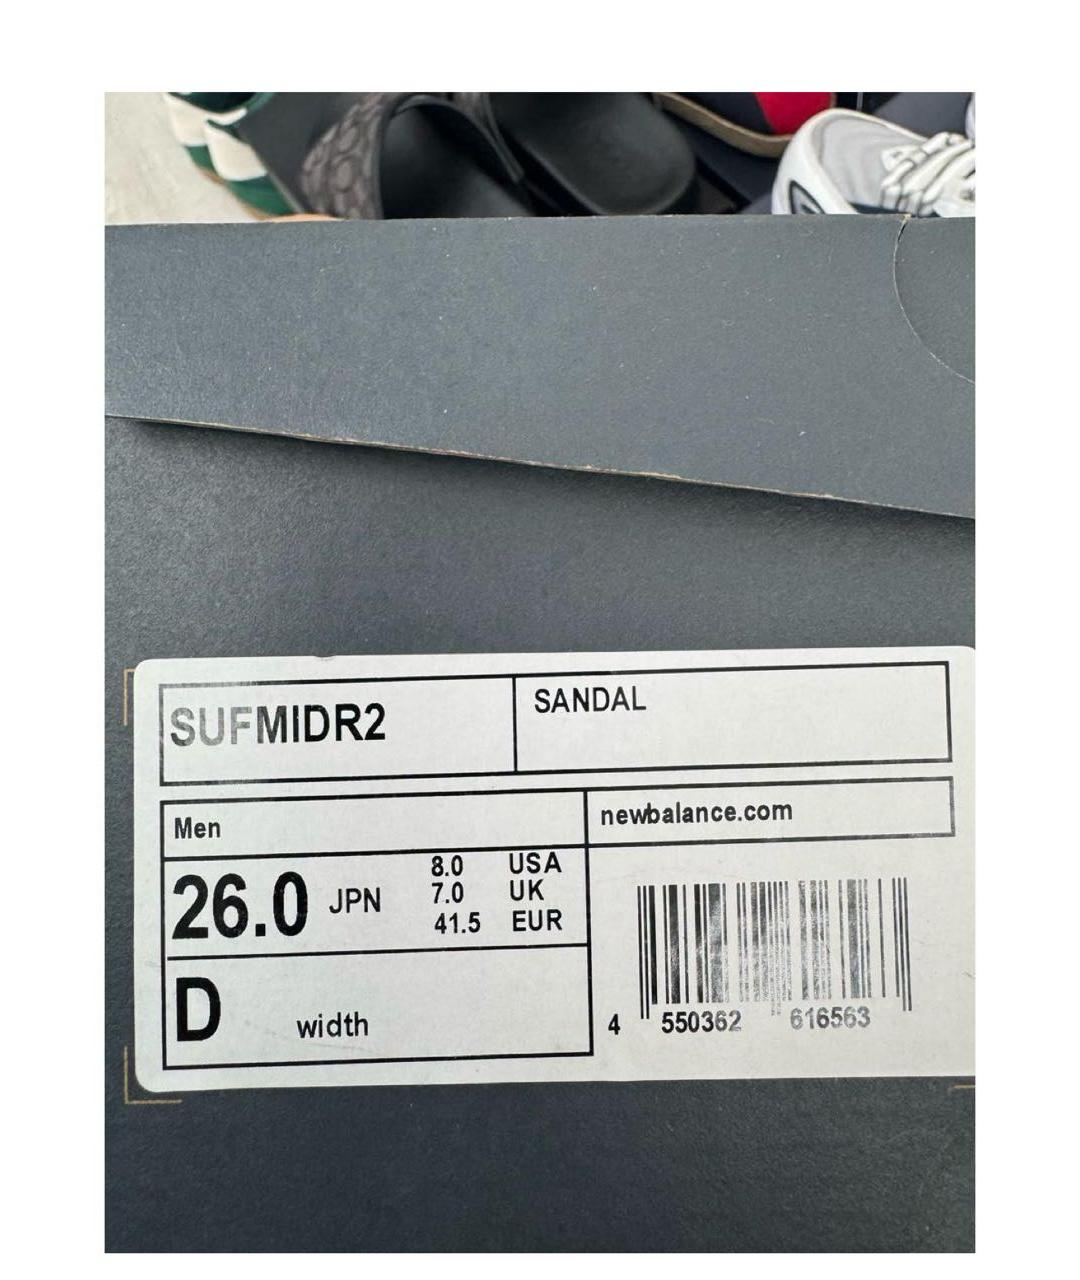 SUFMIDR2
SANDAL
Men
newbalance.com
26.0 JPN
8.0 USA
7.0 UK
41.5 EUR
D width
4 550362 616563